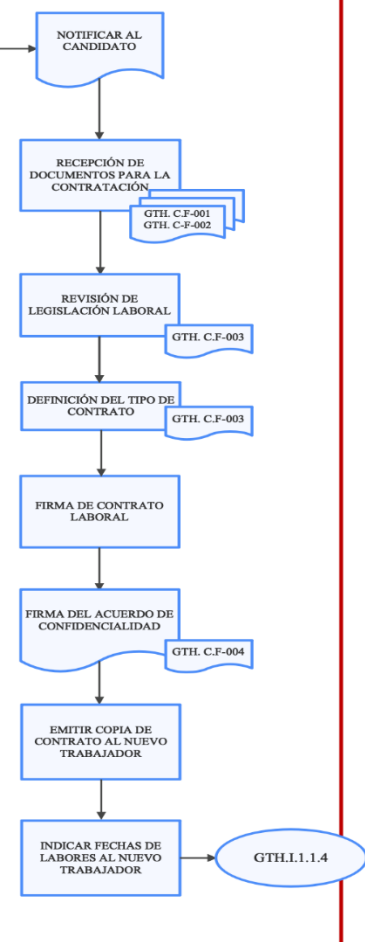 NOTIFICAR AL
CANDIDATO
RECEPCIÓN DE
DOCUMENTOS PARA LA
CONTRATACIÓN
GTH. C.F-001
GTH. C-F-002
REVISIÓN DE
LEGISLACIÓN LABORAL
GTH. C.F-003
DEFINICIÓN DEL TIPO DE
CONTRATO
GTH. C.F-003
FIRMA DE CONTRATO
LABORAL
FIRMA DEL ACUERDO DE
CONFIDENCIALIDAD
GTH. C.F-004
EMITIR COPIA DE
CONTRATO AL NUEVO
TRABAJADOR
INDICAR FECHAS DE
LABORES AL NUEVO
TRABAJADOR
GTH.I.1.1.4